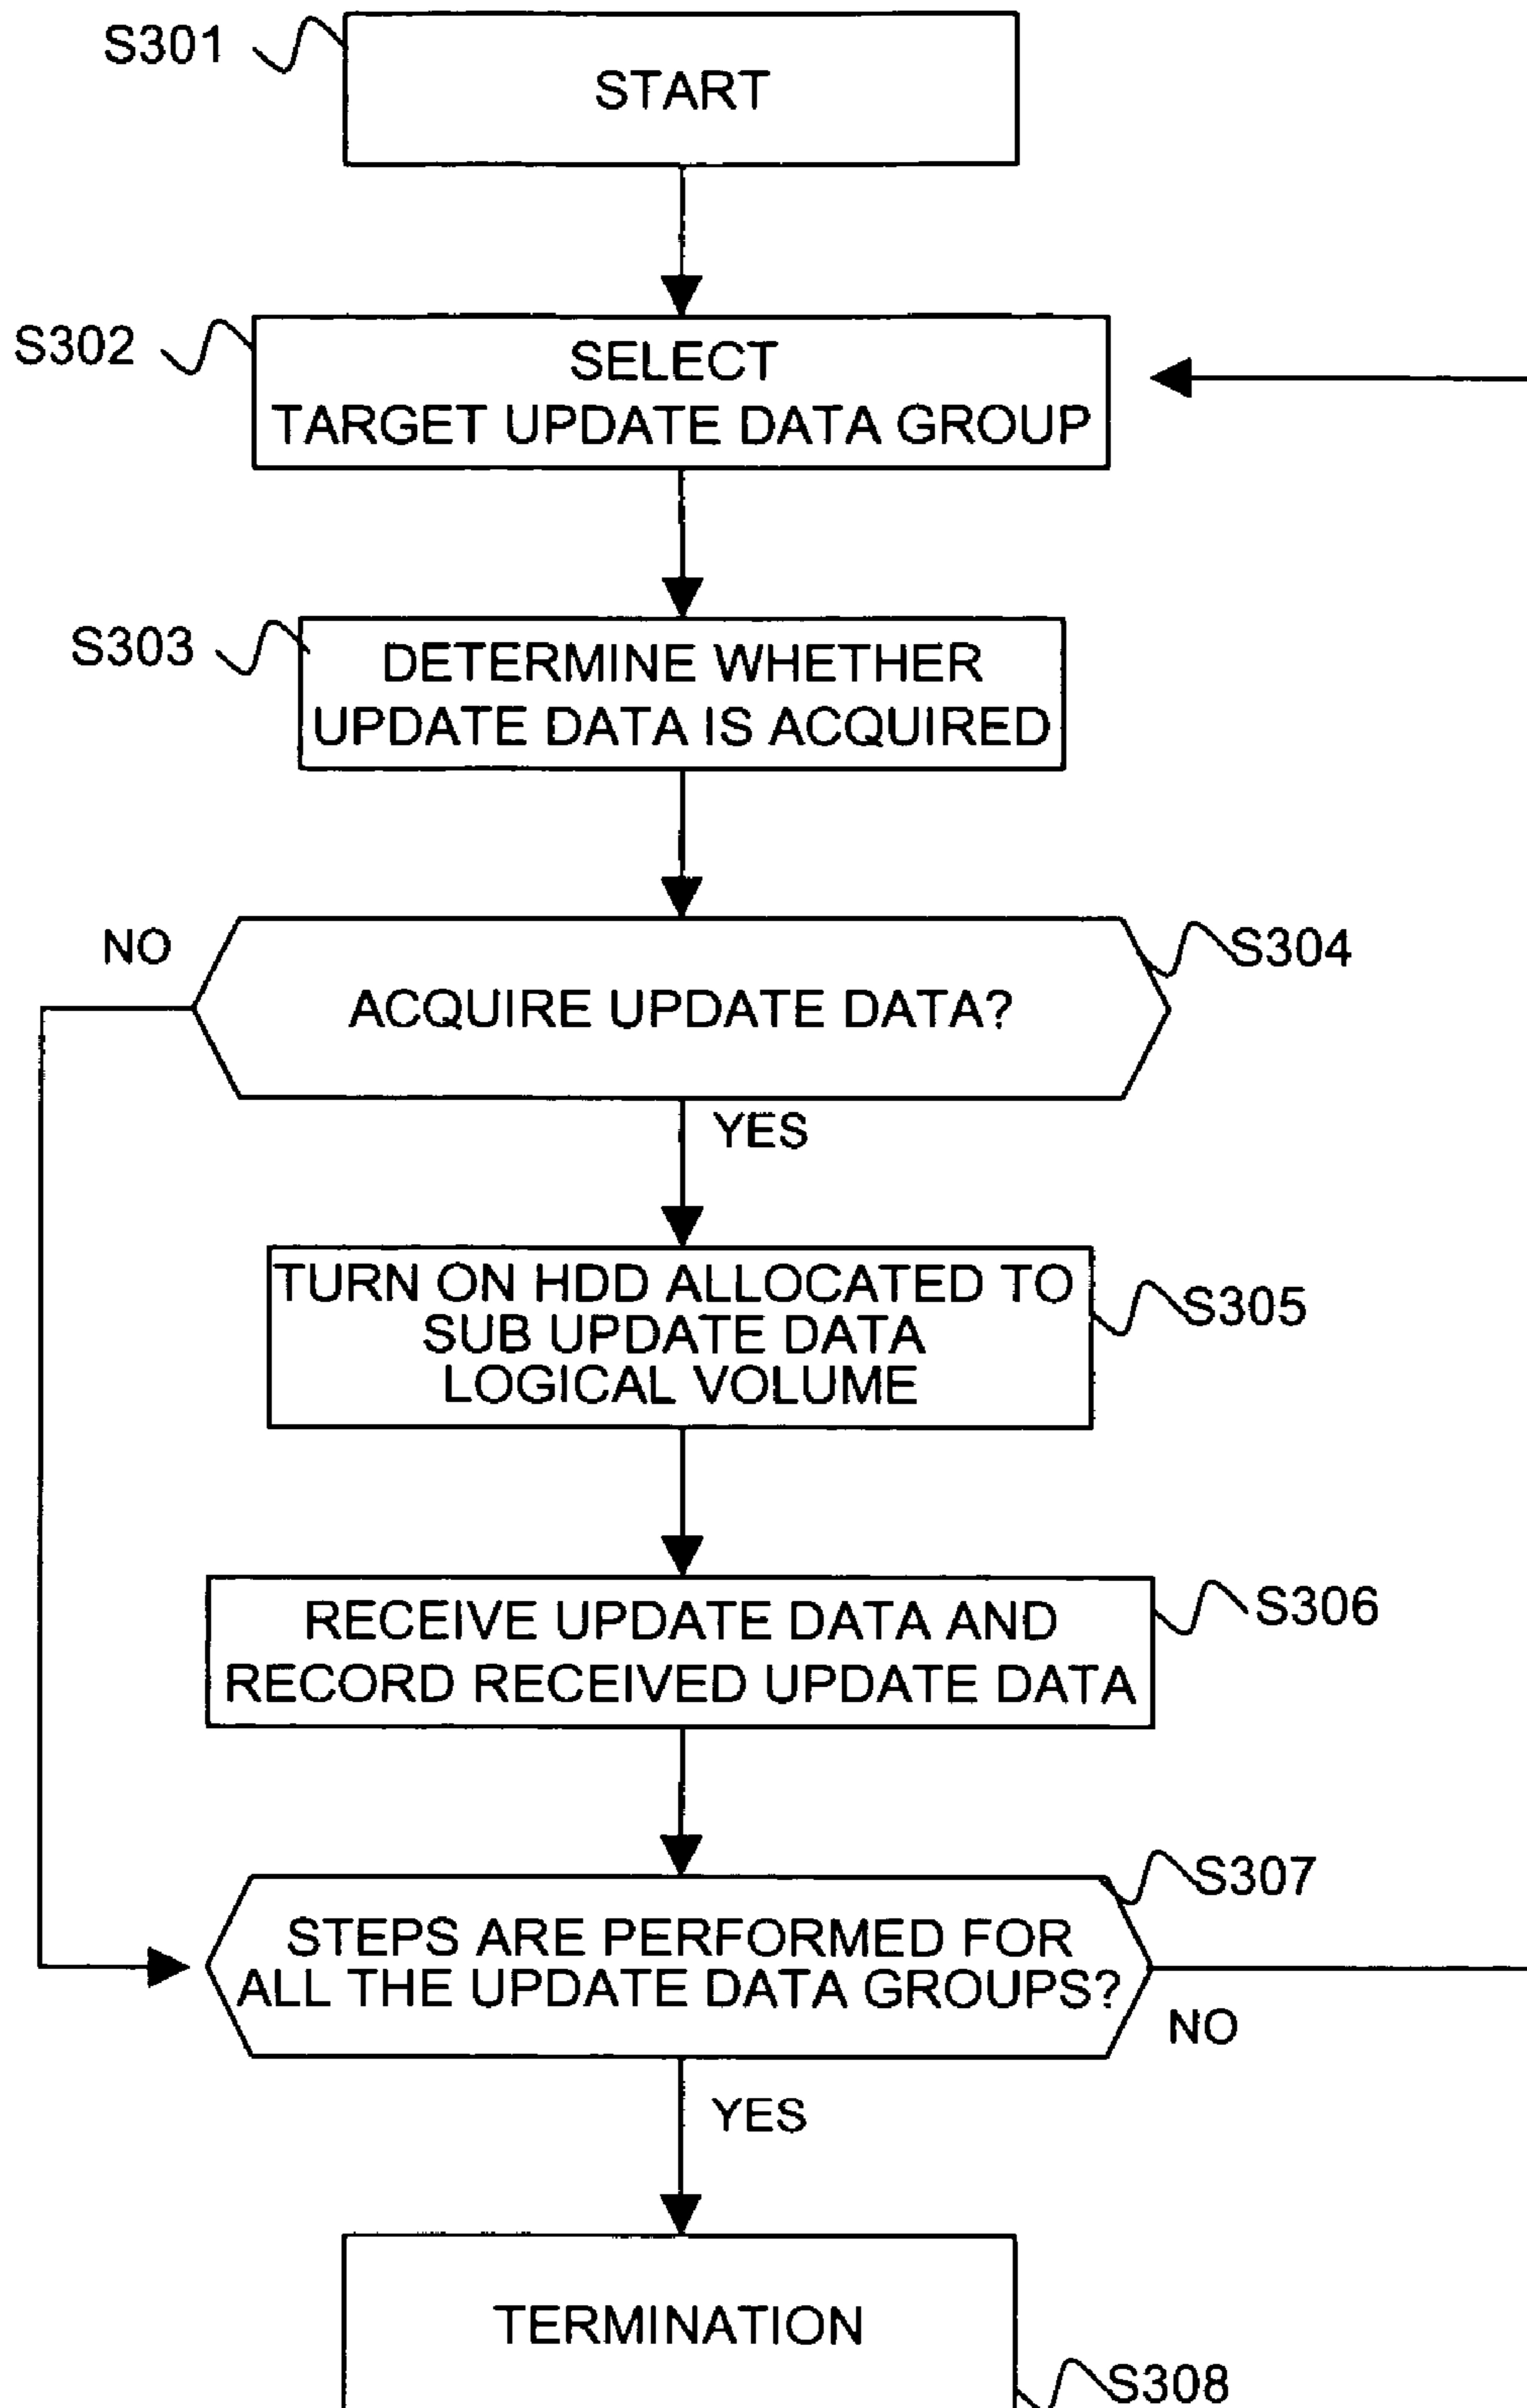 S301
START
S302
SELECT
TARGET UPDATE DATA GROUP
S303
DETERMINE WHETHER
UPDATE DATA IS ACQUIRED
NO
S304
ACQUIRE UPDATE DATA?
YES
TURN ON HDD ALLOCATED TO
SUB UPDATE DATA
LOGICAL VOLUME
S305
RECEIVE UPDATE DATA AND
RECORD RECEIVED UPDATE DATA
S306
S307
STEPS ARE PERFORMED FOR
ALL THE UPDATE DATA GROUPS?
NO
YES
TERMINATION
S308